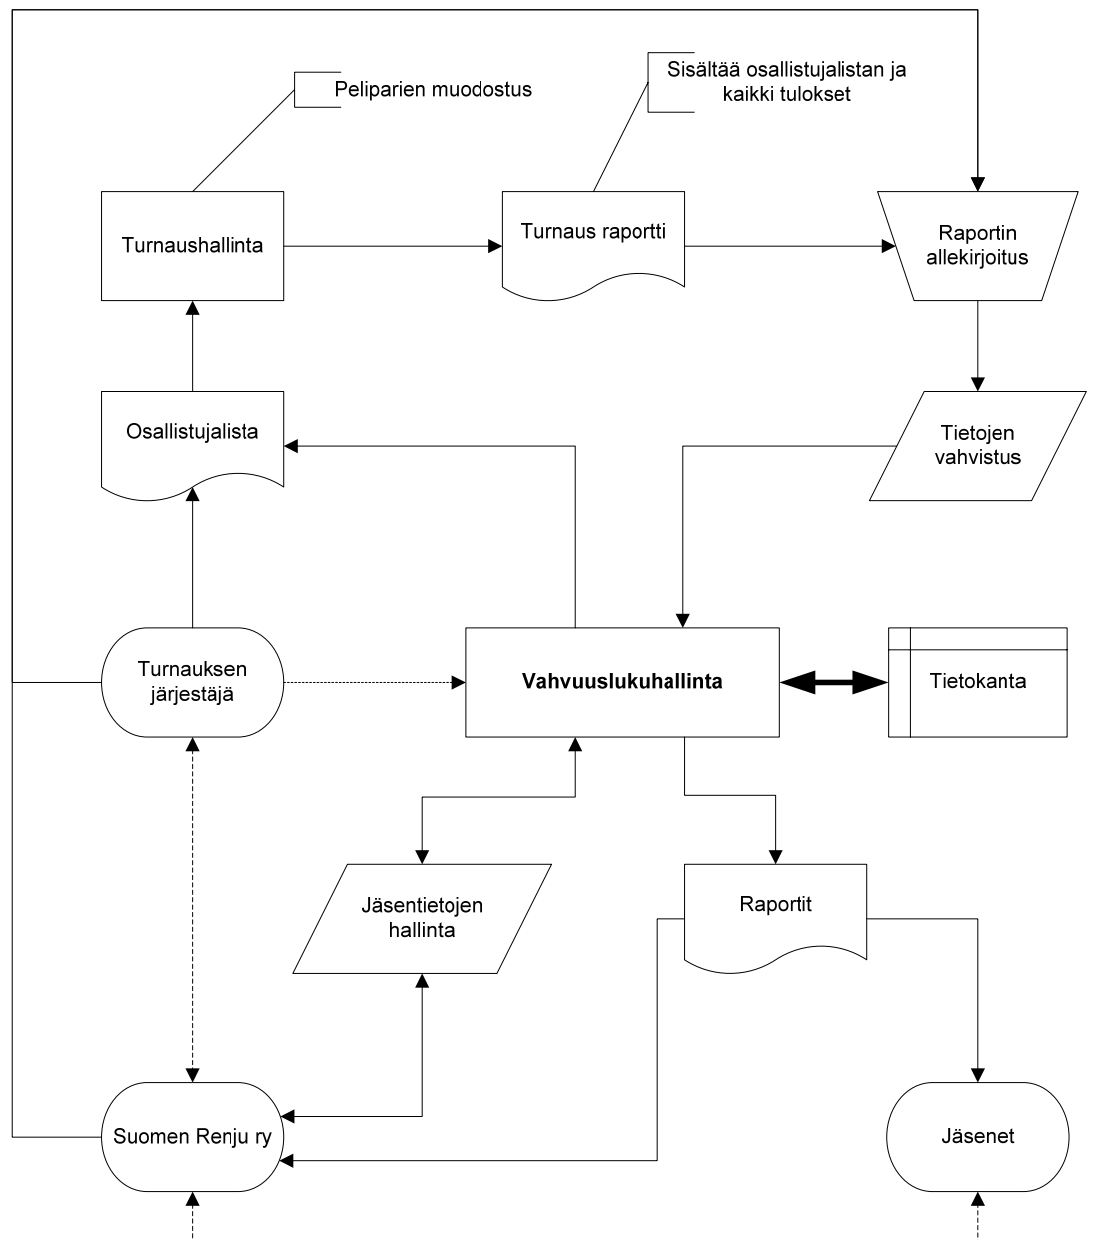 Peliparien muodostus
Sisältää osallistujalistan ja
kaikki tulokset
Turnaushallinta
Turnaus raportti
Raportin
allekirjoitus
Osallistujalista
Tietojen
vahvistus
Turnauksen
järjestäjä
Vahvuuslukuhallinta
Tietokanta
Jäsentietojen
hallinta
Raportit
Suomen Renju ry
Jäsenet